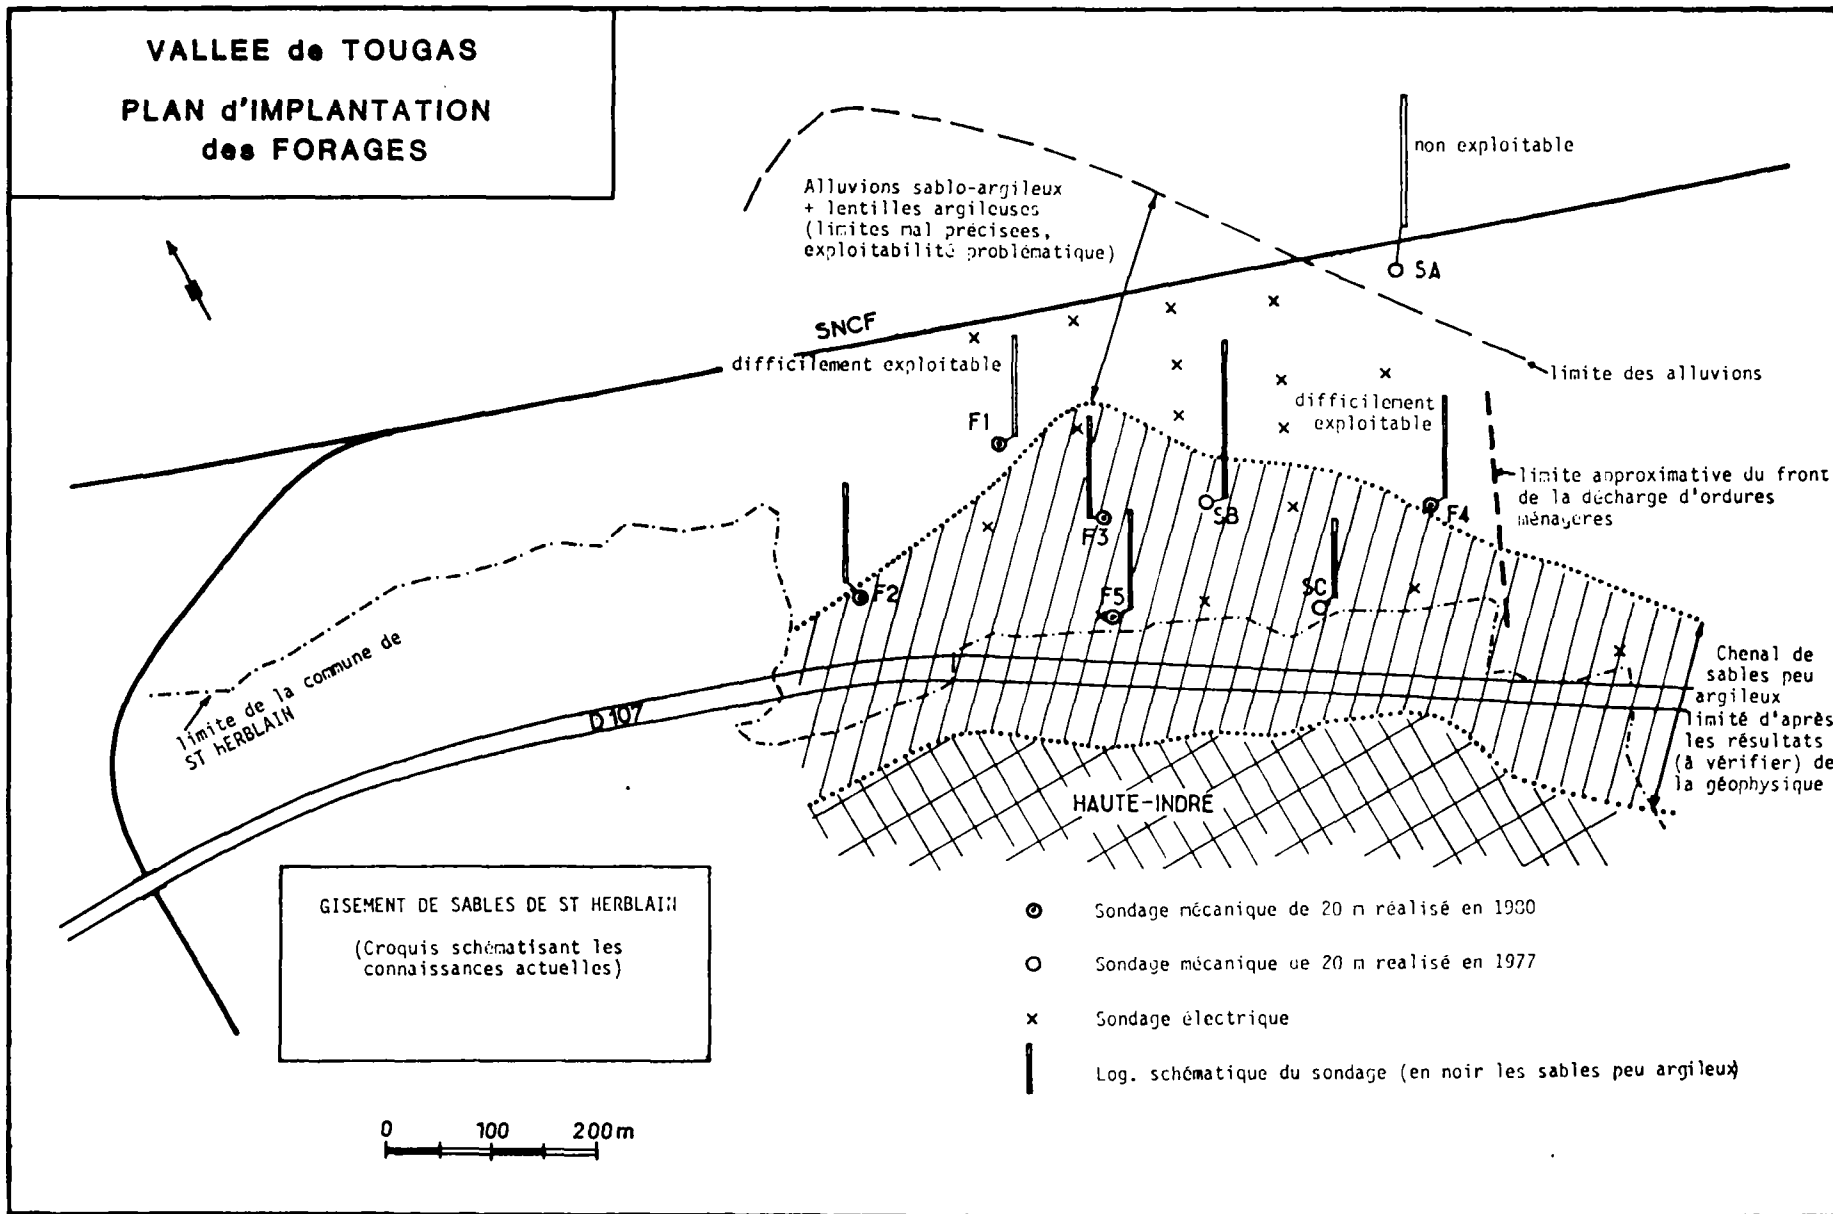 VALLEE de TOUGAS
PLAN d'IMPLANTATION
des FORAGES
non exploitable
Alluvions sablo-argileux
+ lentilles argileuses
(limites mal précisées,
exploitabilité problématique)
SA
SNCF
difficilement exploitable
limite des alluvions
difficilement
exploitable
F1
limite approximative du front
de la décharge d'ordures
ménagères
SB
F4
F3
F2
F5
SC
limite de la commune de
ST HERBLAIN
Chenal de
sables peu
argileux
limité d'après
les résultats
(à vérifier) de
la géophysique
D 107
HAUTE-INDRE
GISEMENT DE SABLES DE ST HERBLAIN
(Croquis schématisant les
connaissances actuelles)
Sondage mécanique de 20 m réalisé en 1980
Sondage mécanique de 20 m realisé en 1977
Sondage électrique
Log. schématique du sondage (en noir les sables peu argileux)
0 100 200m